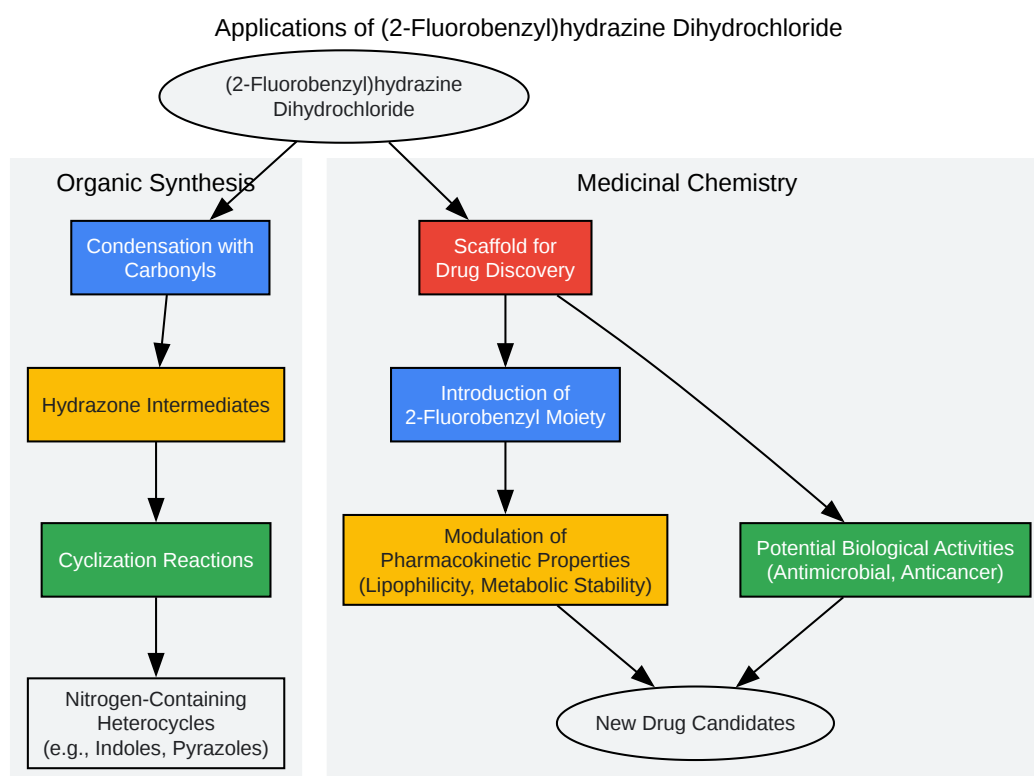 Applications of (2-Fluorobenzyl)hydrazine Dihydrochloride
(2-Fluorobenzyl)hydrazine
Dihydrochloride
Organic Synthesis
Condensation with
Carbonyls
Hydrazone Intermediates
Cyclization Reactions
Nitrogen-Containing
Heterocycles
(e.g., Indoles, Pyrazoles)
Medicinal Chemistry
Scaffold for
Drug Discovery
Introduction of
2-Fluorobenzyl Moiety
Modulation of
Pharmacokinetic Properties
(Lipophilicity, Metabolic Stability)
Potential Biological Activities
(Antimicrobial, Anticancer)
New Drug Candidates